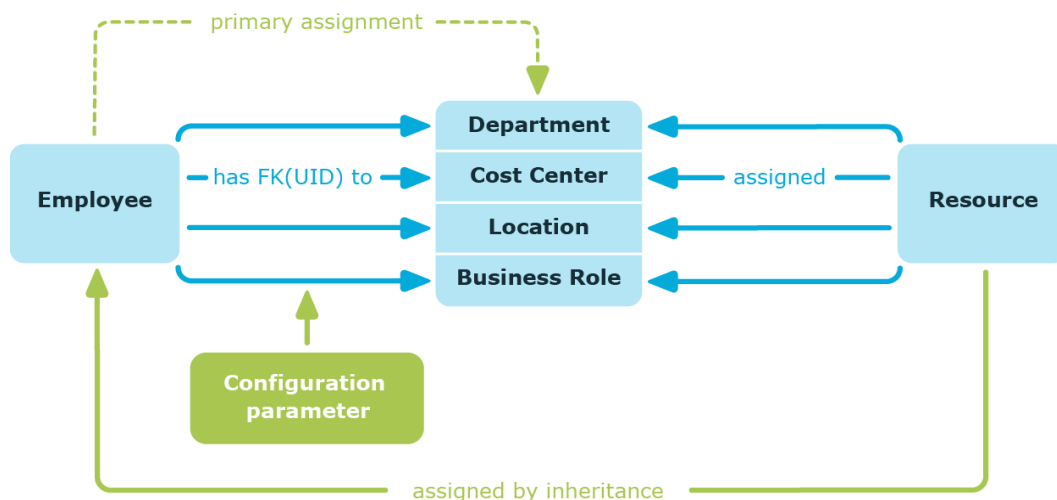 primary assignment
Department
has FK(UID) to
Cost Center
assigned
Employee
Resource
Location
Business Role
Configuration
parameter
assigned by inheritance